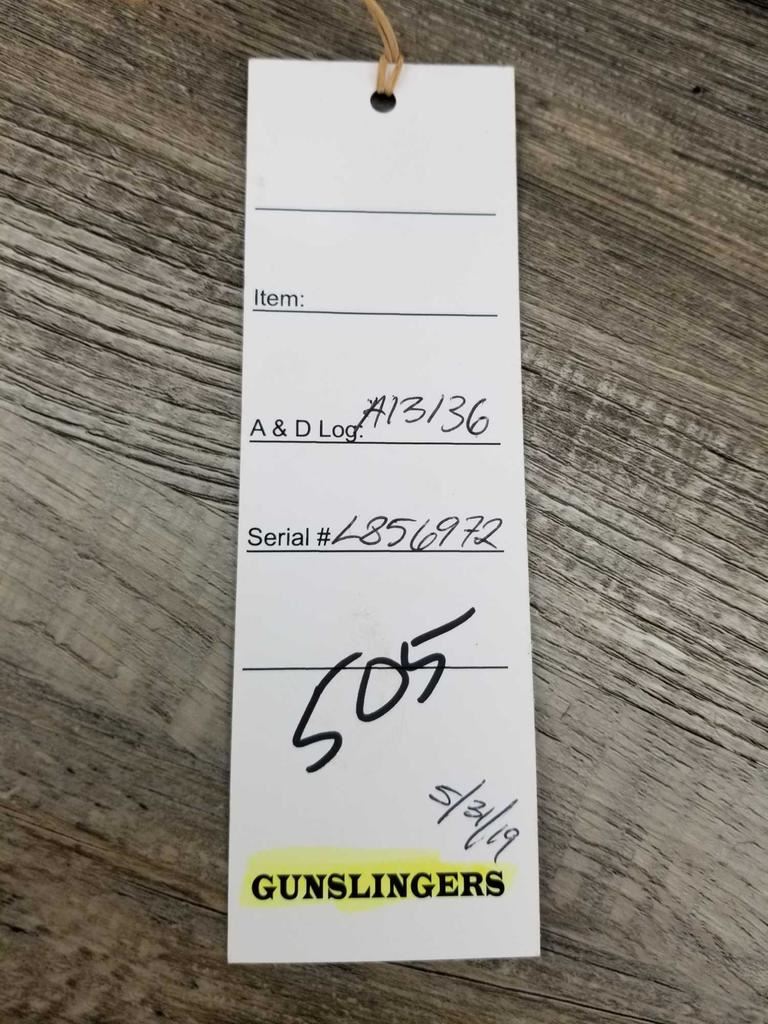 Item:
A & D Log: A13136
Serial # L856972
505
5/31/19
GUNSLINGERS